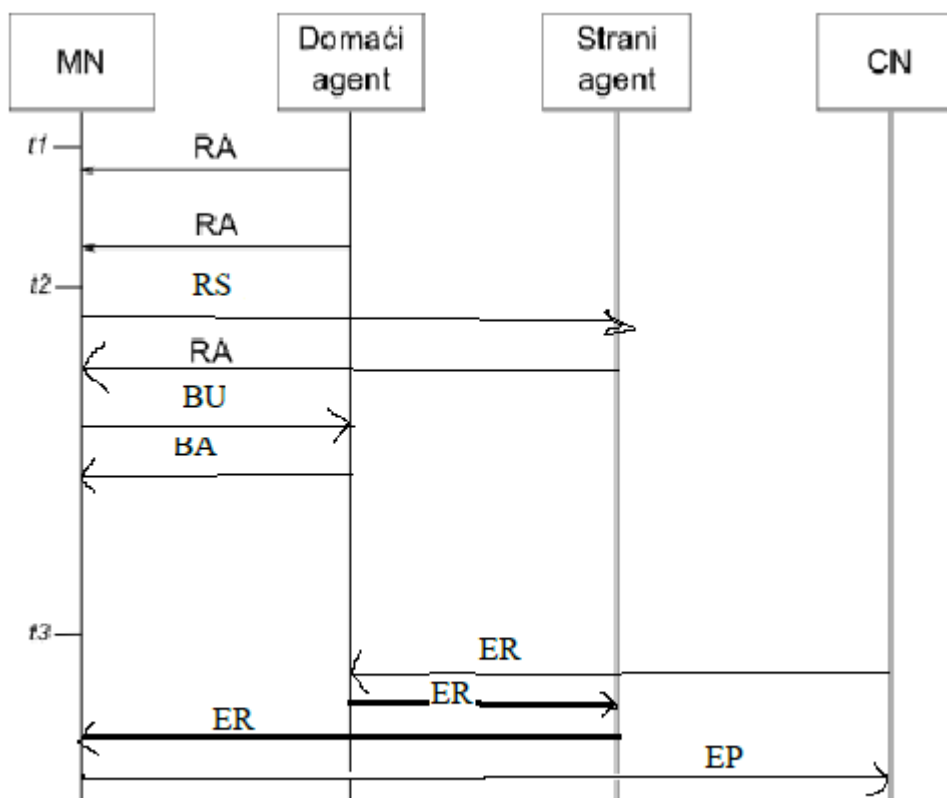 MN
Domaći
agent
Strani
agent
CN
t1
RA
RA
t2
RS
RA
BU
BA
t3
ER
ER
ER
EP